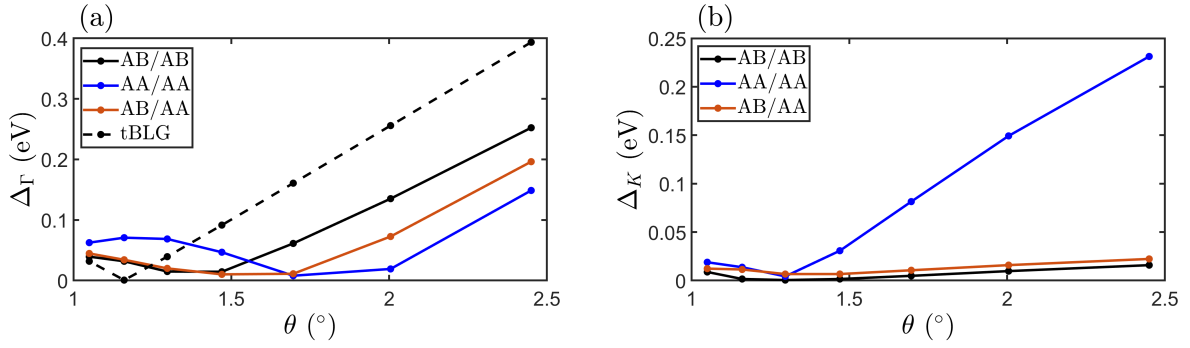 (a)
Δ_Γ (eV)
0.4
0.3
0.2
0.1
0
AB/AB
AA/AA
AB/AA
tBLG
1
1.5
2
2.5
θ (°)
(b)
Δ_K (eV)
0.25
0.2
0.15
0.1
0.05
0
AB/AB
AA/AA
AB/AA
1
1.5
2
2.5
θ (°)